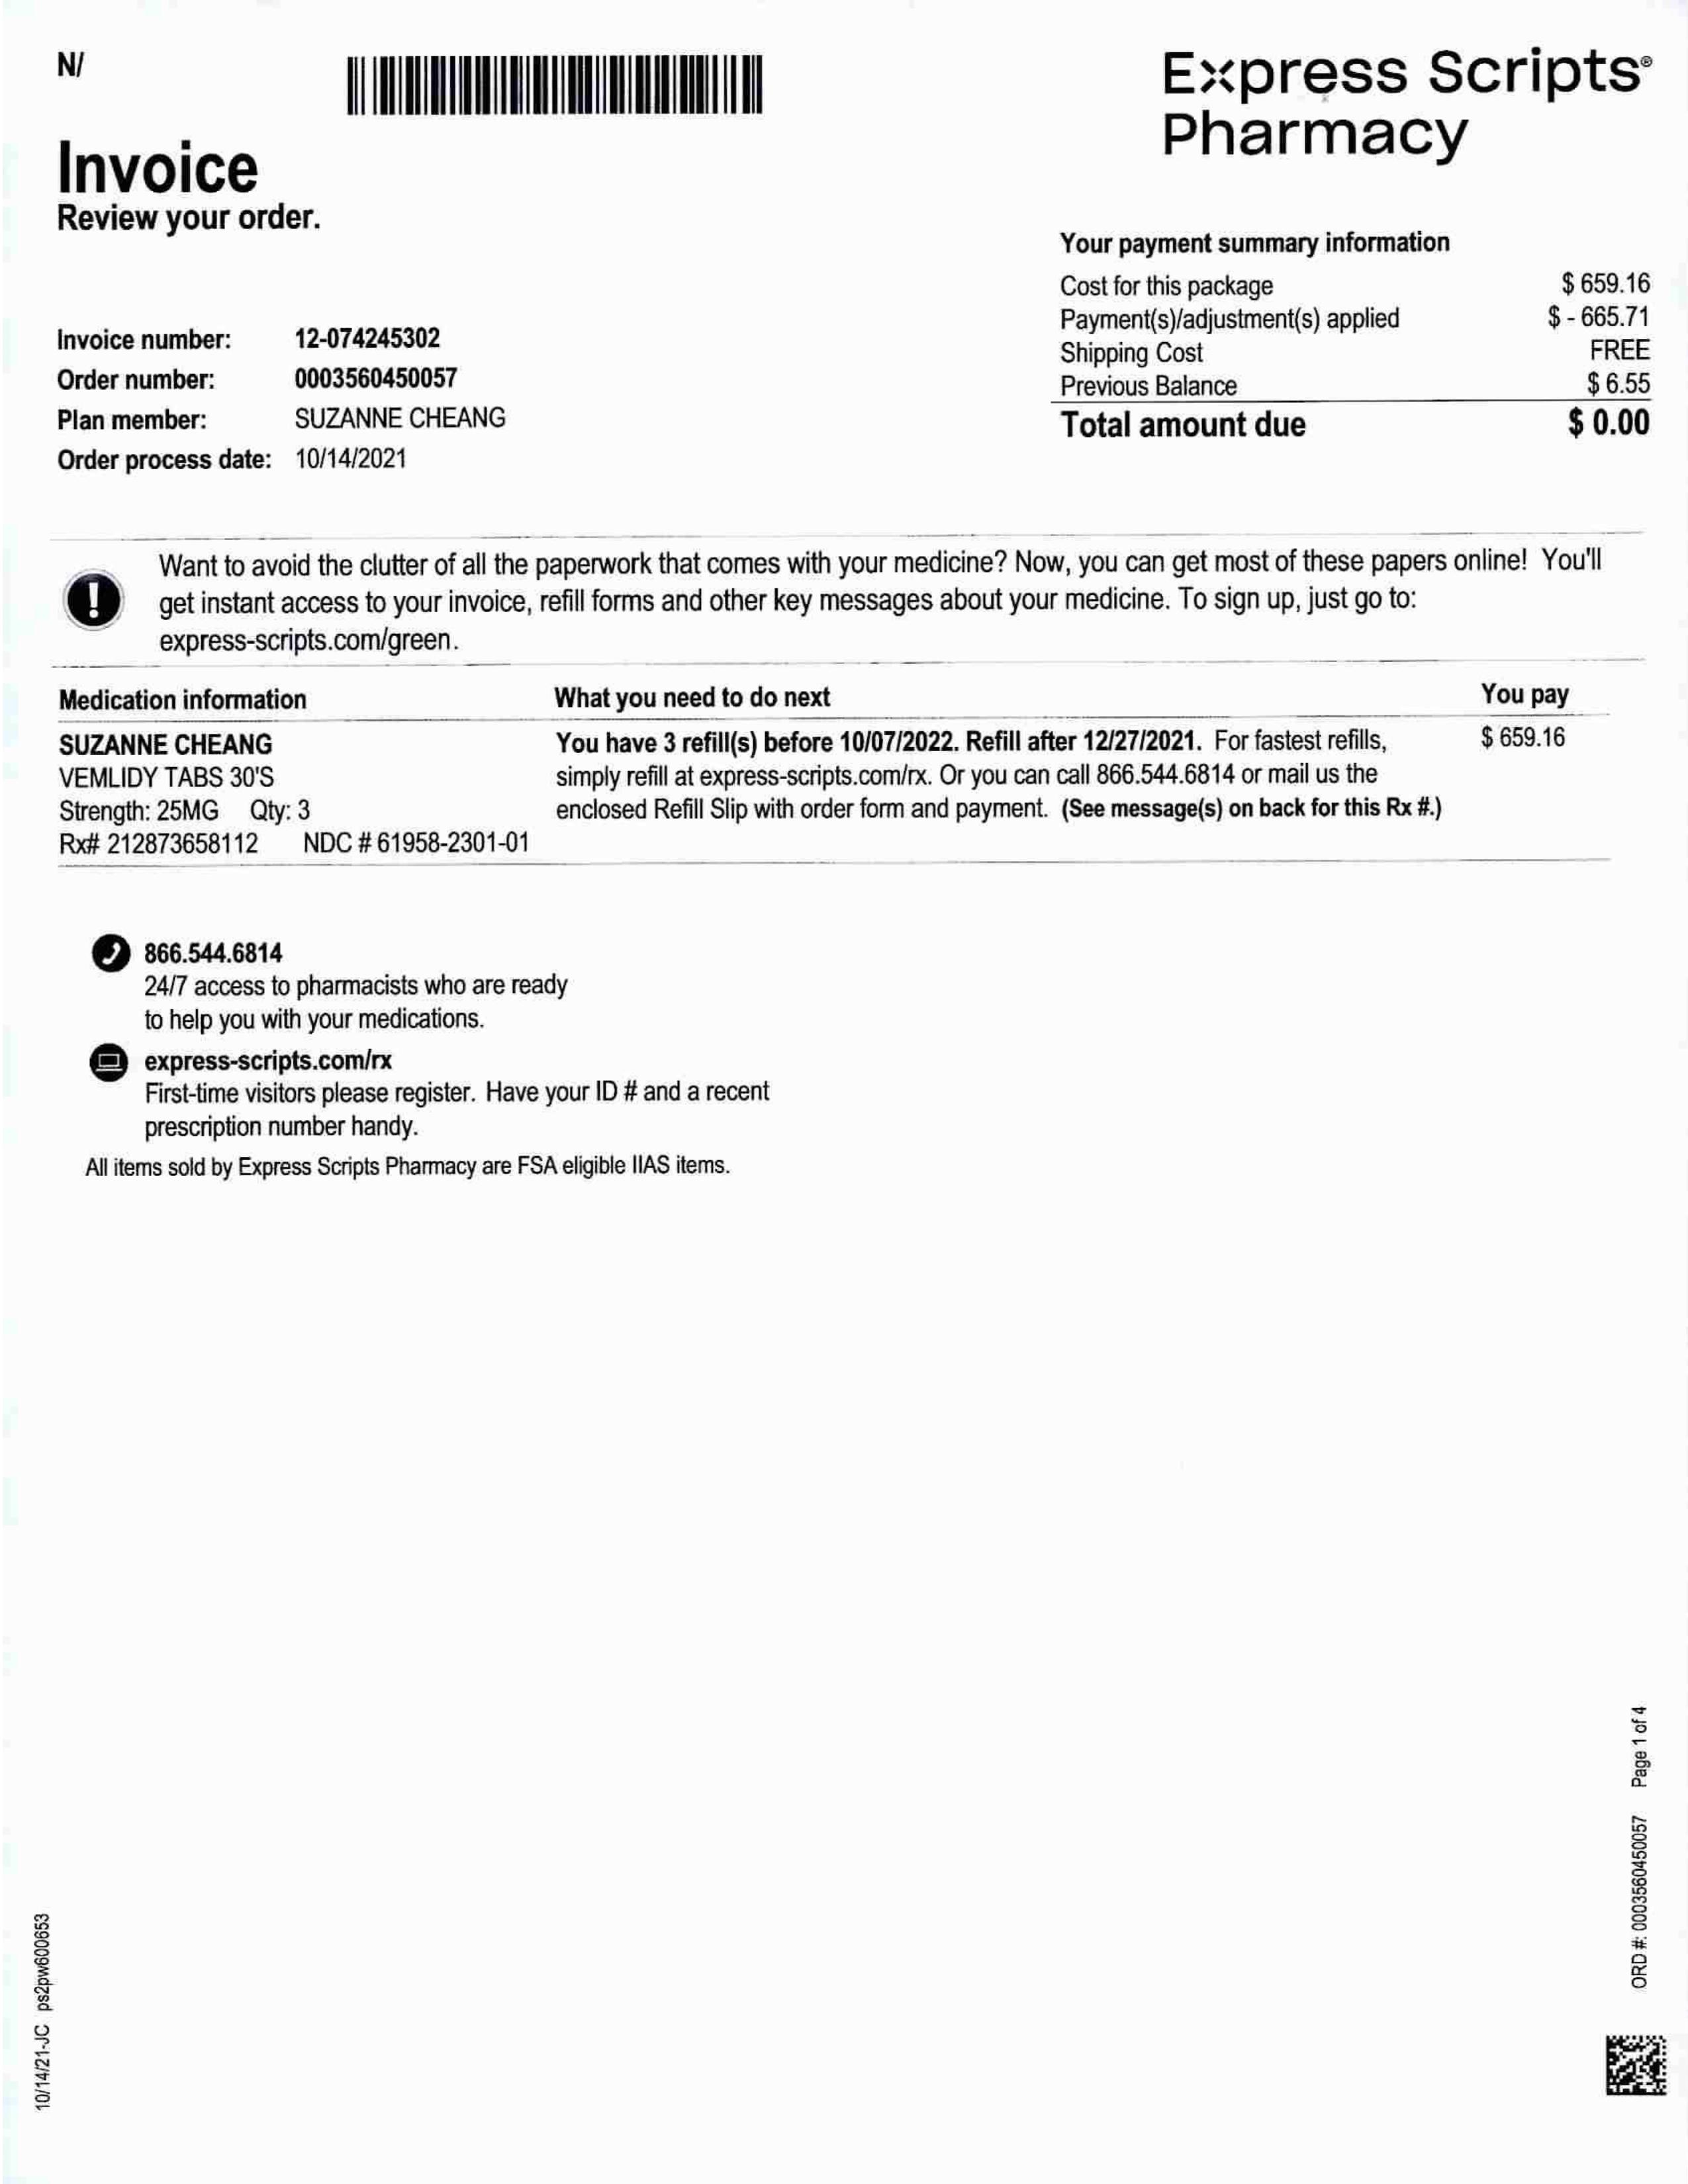 N/
Express Scripts®
Pharmacy
Invoice
Review your order.
Your payment summary information
Cost for this package $ 659.16
Payment(s)/adjustment(s) applied $ - 665.71
Shipping Cost FREE
Previous Balance $ 6.55
Total amount due $ 0.00
Invoice number: 12-074245302
Order number: 0003560450057
Plan member: SUZANNE CHEANG
Order process date: 10/14/2021
Want to avoid the clutter of all the paperwork that comes with your medicine? Now, you can get most of these papers online! You'll
get instant access to your invoice, refill forms and other key messages about your medicine. To sign up, just go to:
express-scripts.com/green.
Medication information What you need to do next You pay
SUZANNE CHEANG You have 3 refill(s) before 10/07/2022. Refill after 12/27/2021. For fastest refills, $ 659.16
VEMLIDY TABS 30'S simply refill at express-scripts.com/rx. Or you can call 866.544.6814 or mail us the
Strength: 25MG Qty: 3 enclosed Refill Slip with order form and payment. (See message(s) on back for this Rx #.)
Rx# 212873658112 NDC # 61958-2301-01
866.544.6814
24/7 access to pharmacists who are ready
to help you with your medications.
express-scripts.com/rx
First-time visitors please register. Have your ID # and a recent
prescription number handy.
All items sold by Express Scripts Pharmacy are FSA eligible IIAS items.
10/14/21-JC ps2pw600653
ORD #: 0003560450057 Page 1 of 4